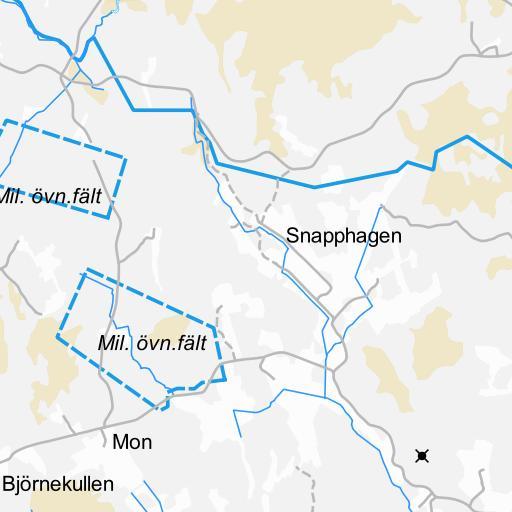 Mil. övn.fält
Snapphagen
Mil. övn.fält
Mon
Björnekullen